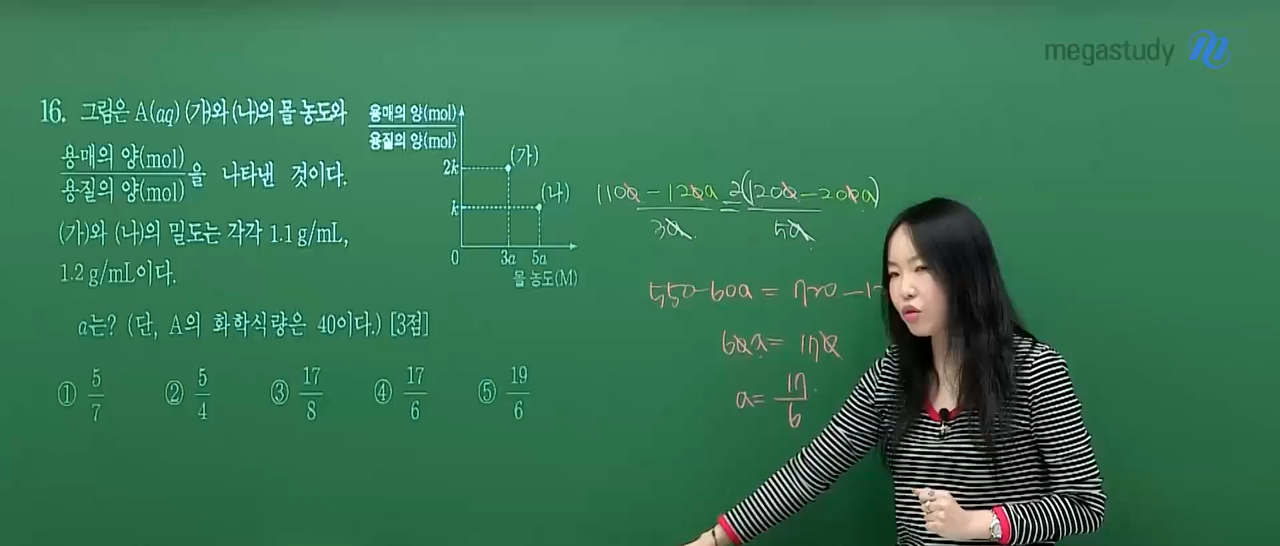 megastudy
16. 그림은 A(aq) (가)와 (나)의 몰 농도와
용매의 양(mol)
용질의 양(mol)
을 나타낸 것이다.
(가)와 (나)의 밀도는 각각 1.1 g/mL,
1.2 g/mL이다.
용매의 양(mol)
용질의 양(mol)
2k
(가)
(나)
k
0
3a
5a
몰 농도(M)
a는? (단, A의 화학식량은 40이다.) [3점]
① 5/7 ② 5/4 ③ 17/8 ④ 17/6 ⑤ 19/6
1100 - 120a = 2(1200 - 200a)
3a
5a
550 - 60a = 720 - 1
60a = 170
a = 17/6